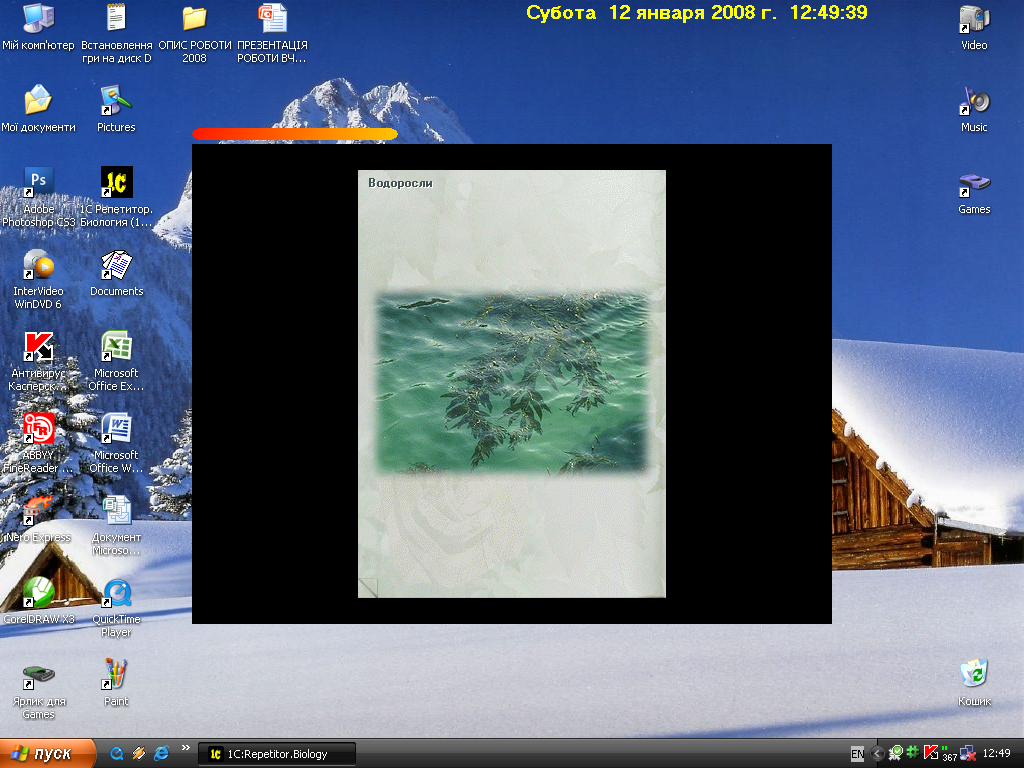 Субота 12 января 2008 г. 12:49:39
Мій комп'ютер
Встановлення
гри на диск D
ОПИС РОБОТИ
2008
ПРЕЗЕНТАЦІЯ
РОБОТИ ВЧ...
Video
Мої документи
Pictures
Music
Водоросли
Ps
Adobe
Photoshop CS3
1C
1С Репетитор.
Биология (1...
Games
InterVideo
WinDVD 6
Documents
Антивирус
Касперск...
Microsoft
Office Ex...
ABBYY
FineReader ...
Microsoft
Office W...
Nero Express
Документ
Microso...
CorelDRAW X3
QuickTime
Player
Ярлик для
Games
Paint
Кошик
пуск
1C:Repetitor.Biology
EN
367
12:49